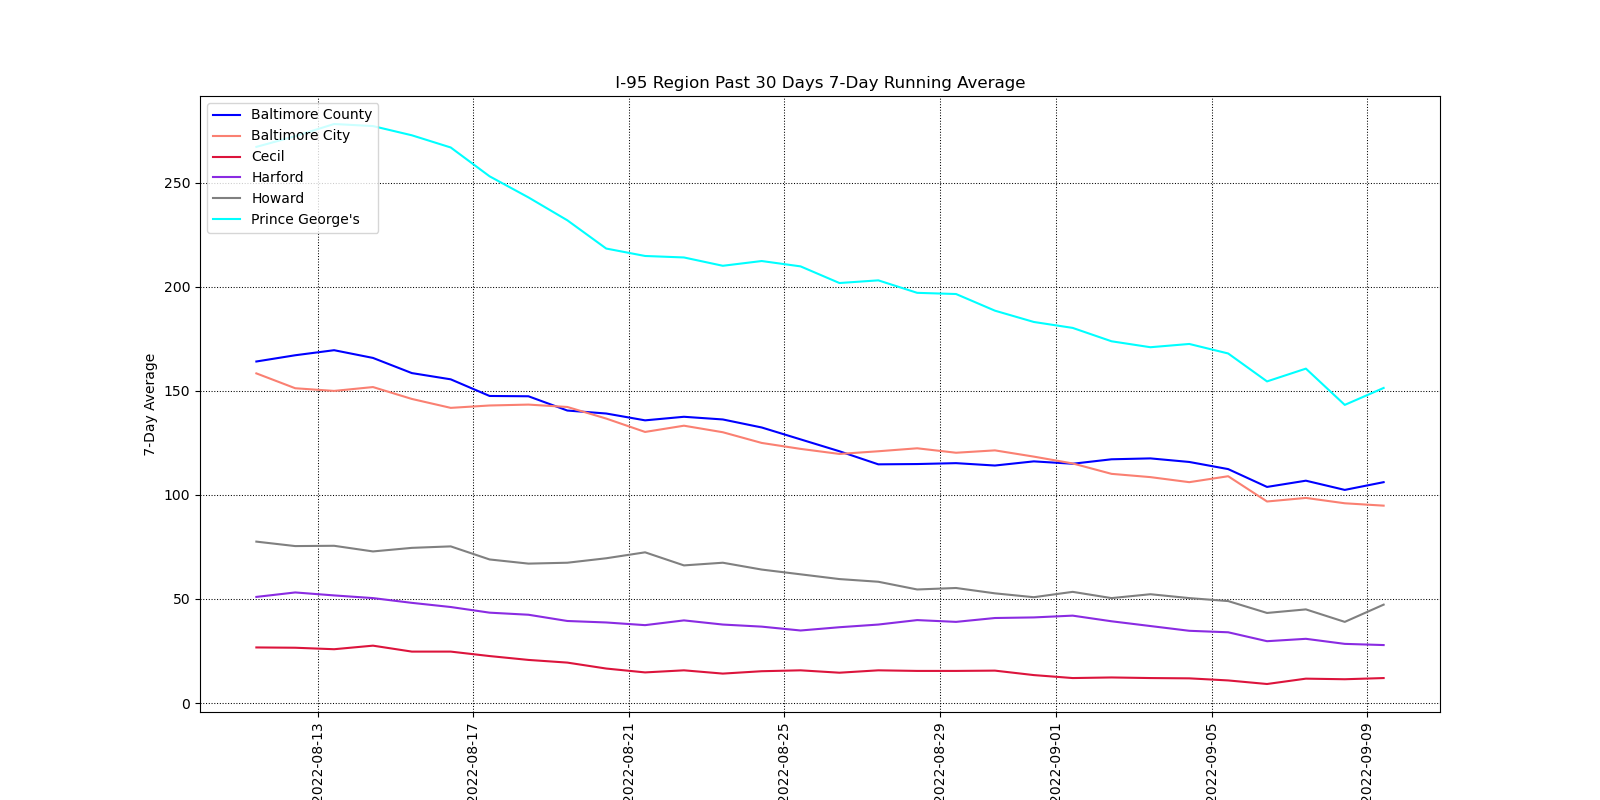 I-95 Region Past 30 Days 7-Day Running Average
Baltimore County
Baltimore City
Cecil
Harford
Howard
Prince George's
7-Day Average
250
200
150
100
50
0
2022-08-13
2022-08-17
2022-08-21
2022-08-25
2022-08-29
2022-09-01
2022-09-05
2022-09-09